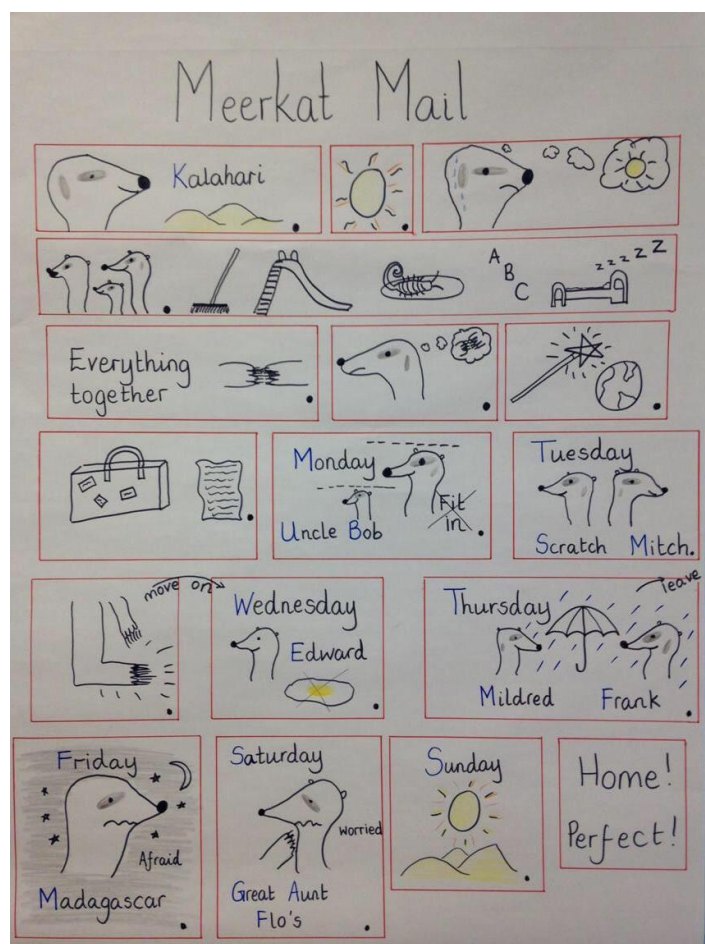 Meerkat Mail
Kalahari
A
B
C
z z z Z Z
Everything
together
Monday
Uncle Bob
Fit
in
Tuesday
Scratch Mitch.
move on
Wednesday
Edward
Thursday
leave
Mildred Frank
Friday
Afraid
Madagascar
Saturday
Worried
Great Aunt
Flo's
Sunday
Home!
Perfect!